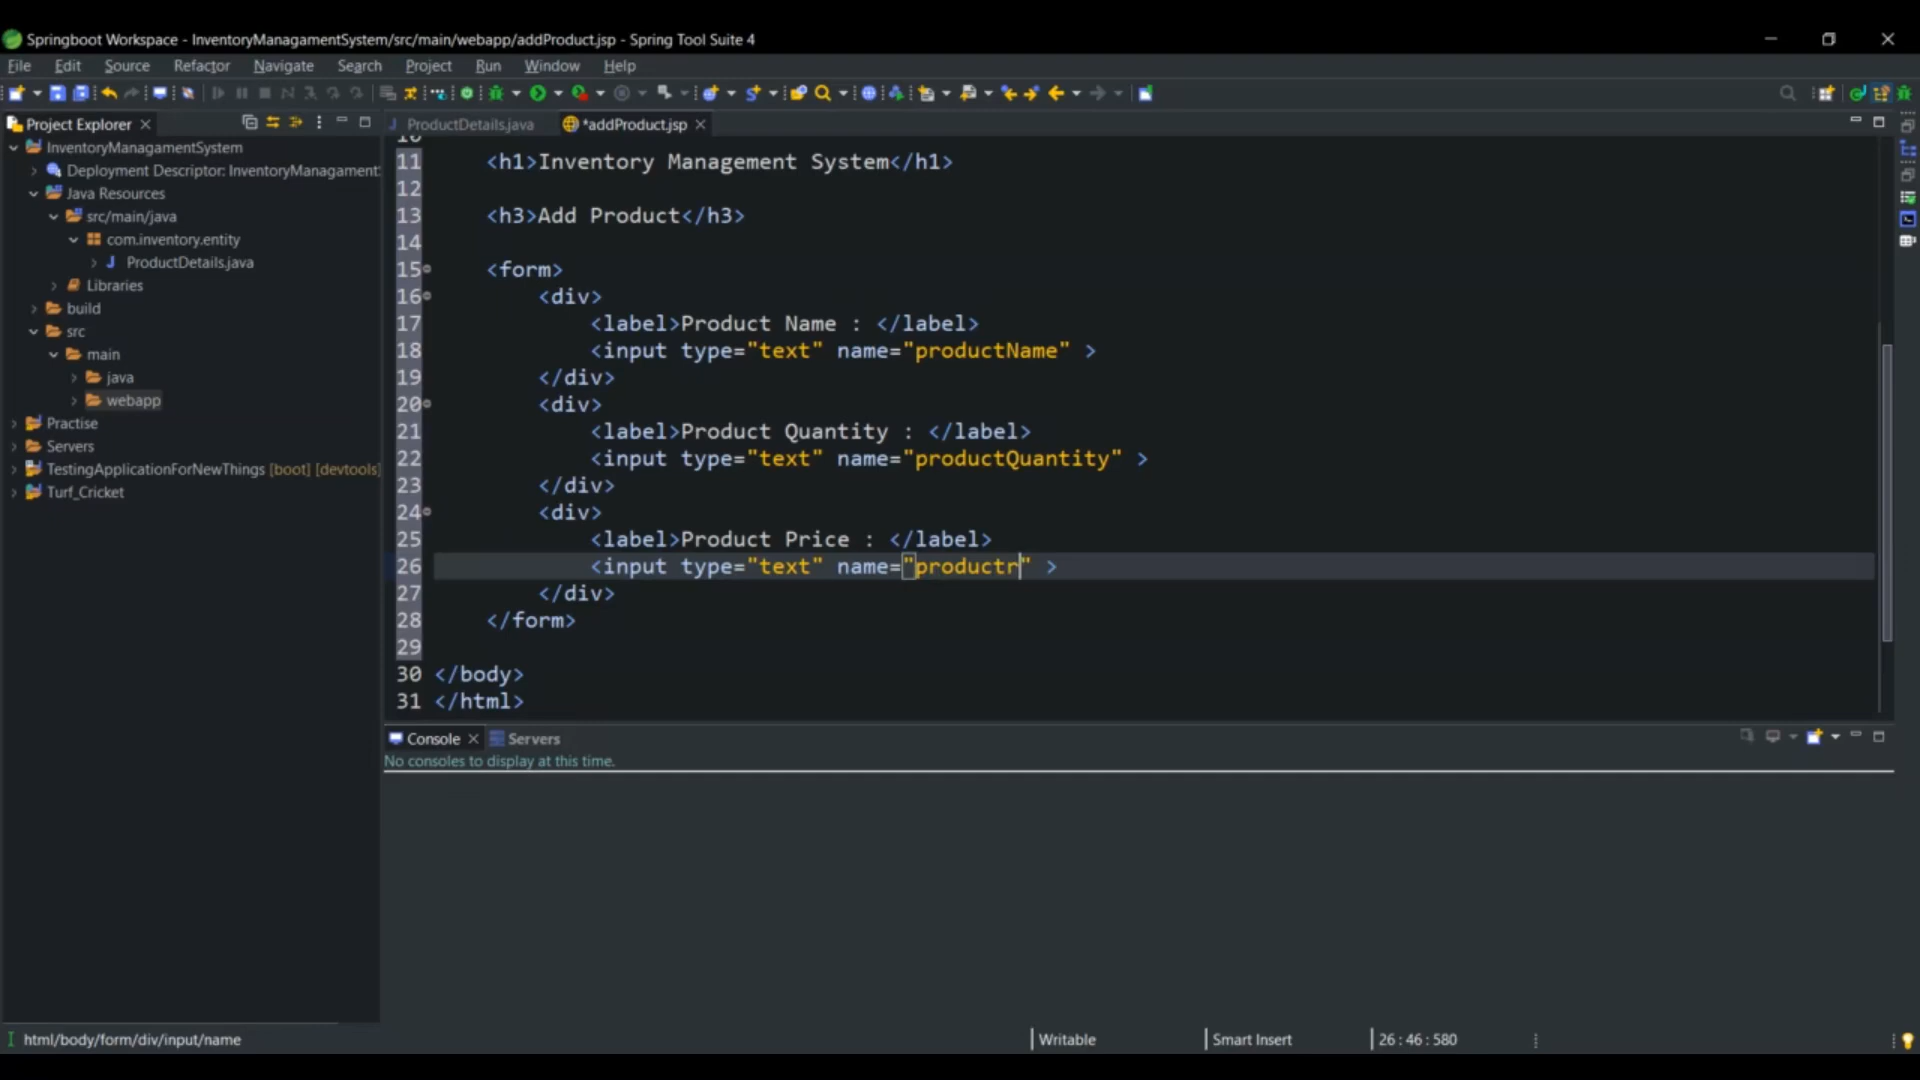 Springboot Workspace - InventoryManagamentSystem/src/main/webapp/addProduct.jsp - Spring Tool Suite 4
File Edit Source Refactor Navigate Search Project Run Window Help
Project Explorer
InventoryManagamentSystem
Deployment Descriptor: InventoryManagament
Java Resources
src/main/java
com.inventory.entity
ProductDetails.java
Libraries
build
src
main
java
webapp
Practise
Servers
TestingApplicationForNewThings [boot] [devtools]
Turf_Cricket
ProductDetails.java *addProduct.jsp
10
11 <h1>Inventory Management System</h1>
12
13 <h3>Add Product</h3>
14
15 <form>
16 <div>
17 <label>Product Name : </label>
18 <input type="text" name="productName" >
19 </div>
20 <div>
21 <label>Product Quantity : </label>
22 <input type="text" name="productQuantity" >
23 </div>
24 <div>
25 <label>Product Price : </label>
26 <input type="text" name="productr" >
27 </div>
28 </form>
29
30 </body>
31 </html>
Console Servers
No consoles to display at this time.
html/body/form/div/input/name Writable Smart Insert 26 : 46 : 580